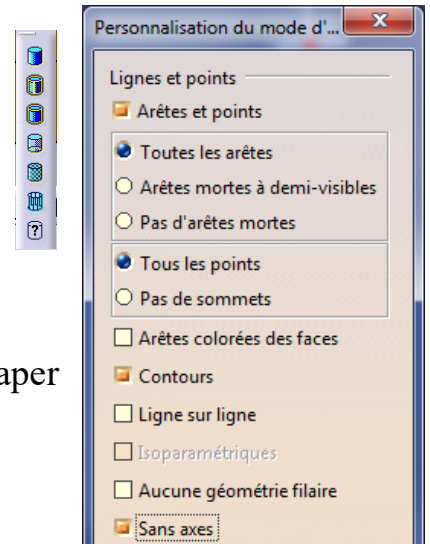 Personnalisation du mode d'...
Lignes et points
Arêtes et points
Toutes les arêtes
Arêtes mortes à demi-visibles
Pas d'arêtes mortes
Tous les points
Pas de sommets
Arêtes colorées des faces
aper
Contours
Ligne sur ligne
Isoparamétriques
Aucune géométrie filaire
Sans axes
?